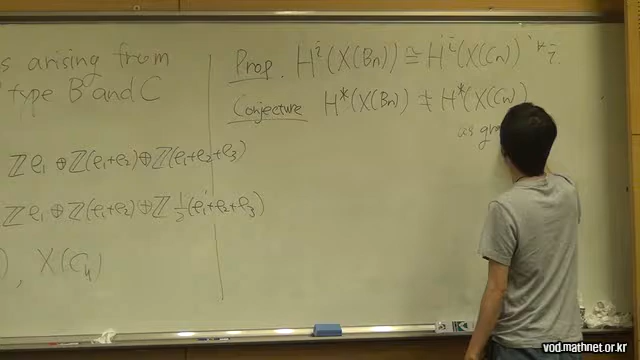 s arising from
type B and C
ℤe₁ ⊕ ℤ(e₁+e₂) ⊕ ℤ(e₁+e₂+e₃)
ℤe₁ ⊕ ℤ(e₁+e₂) ⊕ ℤ ½(e₁+e₂+e₃)
), X(C₄)
Prop. Hⁱ(X(Bₙ)) ≅ Hⁱ(X(Cₙ)) ∀i.
Conjecture H*(X(Bₙ)) ≇ H*(X(Cₙ))
as gr
vod.mathnet.or.kr